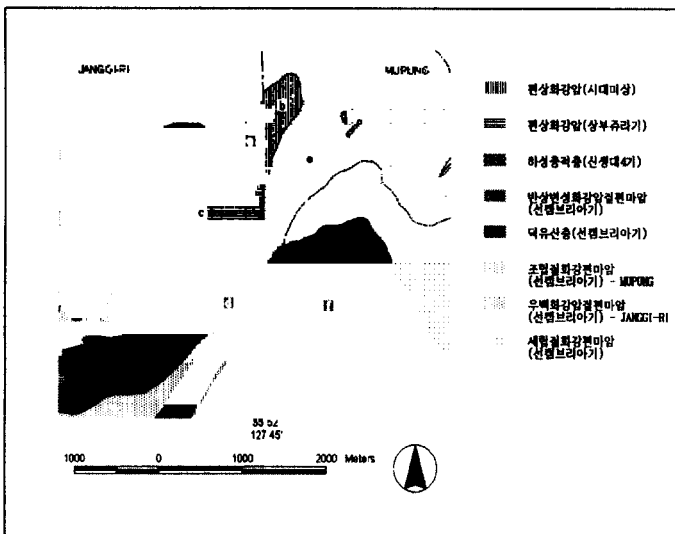 JANGGI-RI
MUPUNG
편상화강암(시대미상)
편상화강암(상부쥬라기)
하성충적층(신생대4기)
반상변성화강암질편마암
(선캠브리아기)
덕유산층(선캠브리아기)
조립질화강편마암
(선캠브리아기) - MUPONG
우백화강암질편마암
(선캠브리아기) - JANGGI-RI
세립질화강편마암
(선캠브리아기)
b
c
d
127 45'
1000 0 1000 2000 Meters